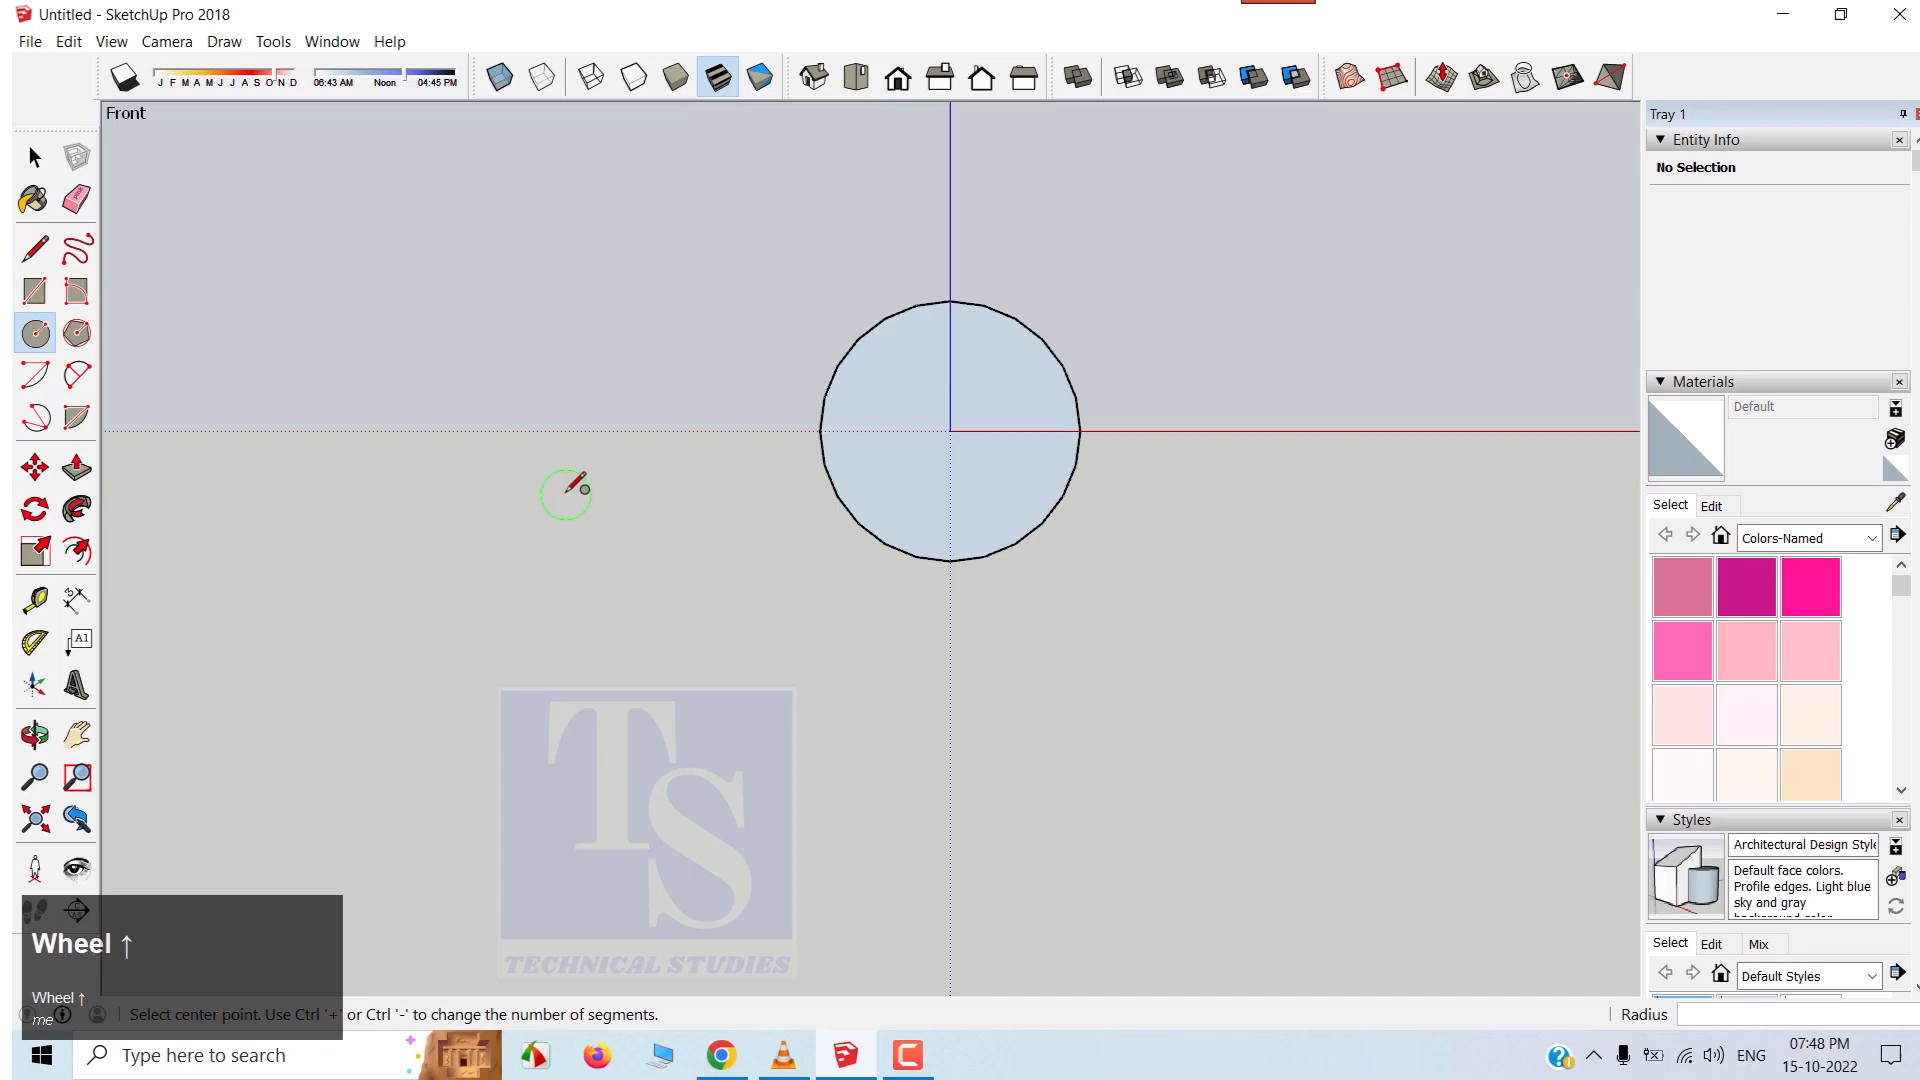 Untitled - SketchUp Pro 2018
File Edit View Camera Draw Tools Window Help
J F M A M J J A S O N D
06:43 AM Noon 04:45 PM
Front
Tray 1
Entity Info
No Selection
Materials
Default
Select Edit
Colors-Named
A1
TS
TECHNICAL STUDIES
Styles
Architectural Design Style
Default face colors.
Profile edges. Light blue
sky and gray
Select Edit Mix
Default Styles
Wheel ↑
Wheel ↑
me
Select center point. Use Ctrl '+' or Ctrl '-' to change the number of segments.
Radius
Type here to search
ENG
07:48 PM
15-10-2022